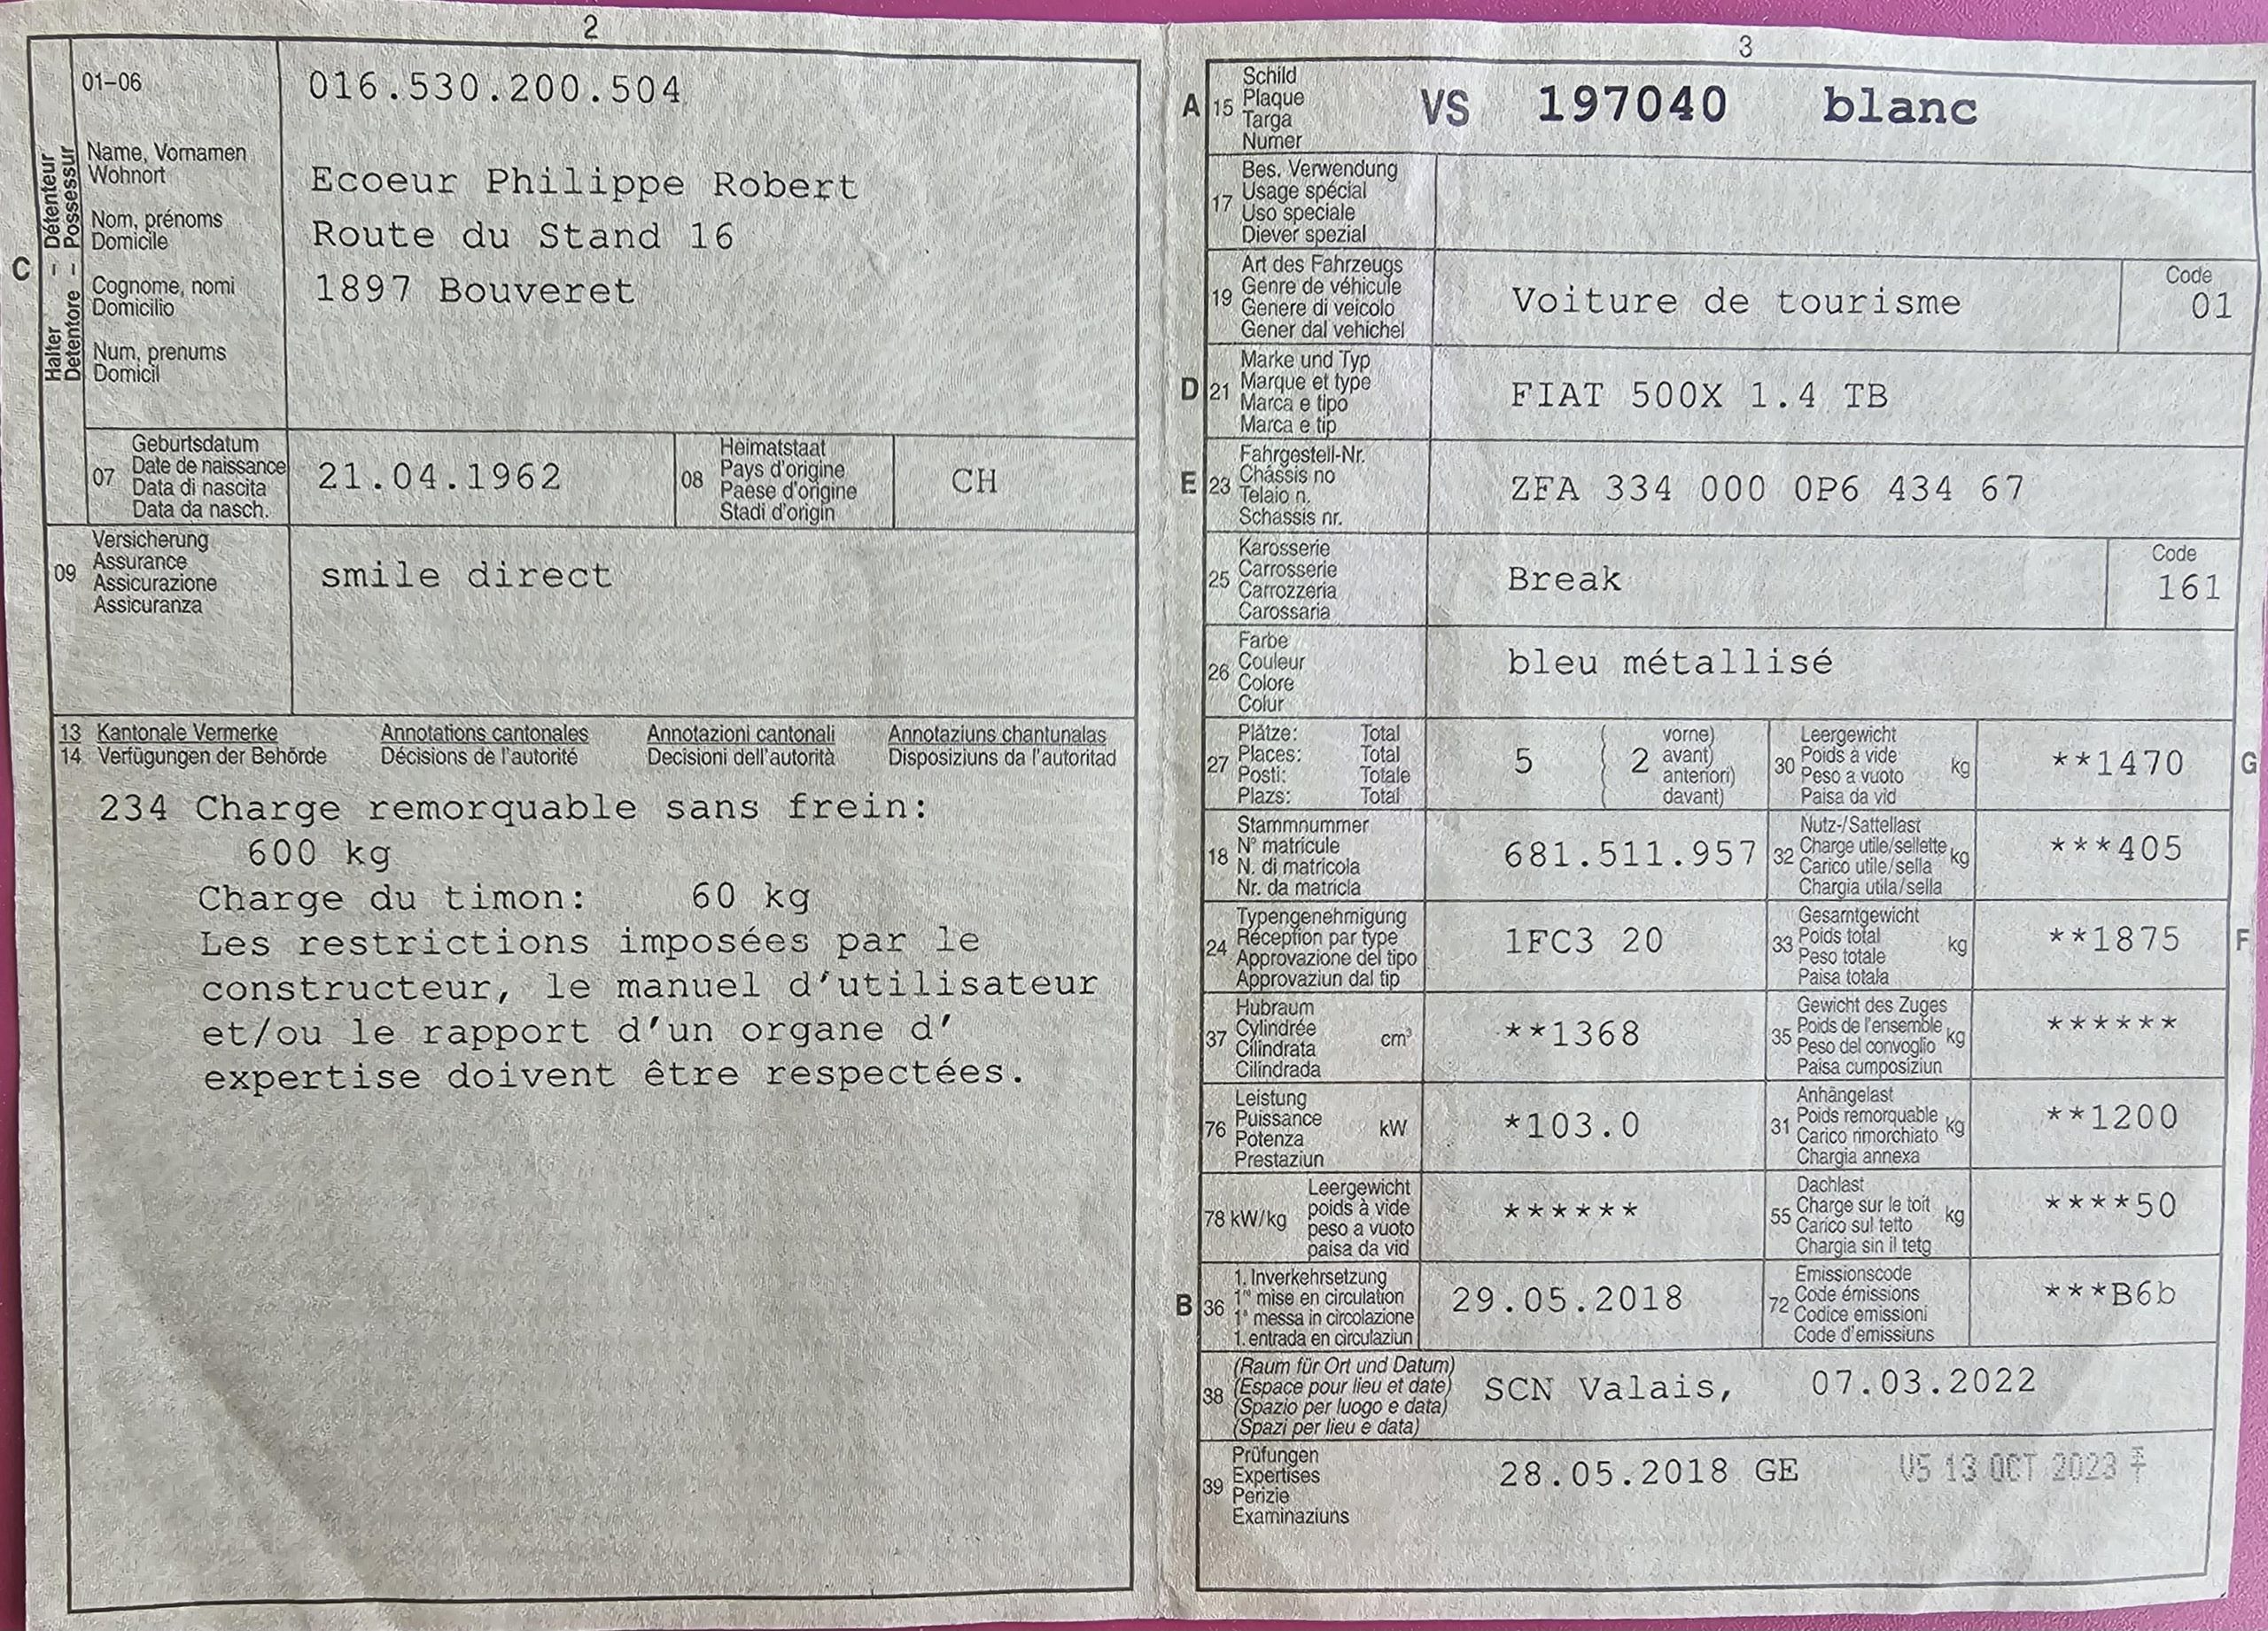 2
01-06
016.530.200.504
C
Halter - Détenteur
Detentore - Possessur
Name, Vornamen
Wohnort
Nom, prénoms
Domicile
Cognome, nomi
Domicilio
Num, prenums
Domicil
Ecoeur Philippe Robert
Route du Stand 16
1897 Bouveret
07
Geburtsdatum
Date de naissance
Data di nascita
Data da nasch.
21.04.1962
08
Heimatstaat
Pays d'origine
Paese d'origine
Stadi d'origin
CH
09
Versicherung
Assurance
Assicurazione
Assicuranza
smile direct
13 Kantonale Vermerke Annotations cantonales Annotazioni cantonali Annotaziuns chantunalas
14 Verfügungen der Behörde Décisions de l'autorité Decisioni dell'autorità Disposiziuns da l'autoritad
234 Charge remorquable sans frein:
600 kg
Charge du timon: 60 kg
Les restrictions imposées par le
constructeur, le manuel d'utilisateur
et/ou le rapport d'un organe d'
expertise doivent être respectées.
3
A 15
Schild
Plaque
Targa
Numer
VS 197040 blanc
17
Bes. Verwendung
Usage spécial
Uso speciale
Diever spezial
19
Art des Fahrzeugs
Genre de véhicule
Genere di veicolo
Gener dal vehichel
Voiture de tourisme
Code
01
D 21
Marke und Typ
Marque et type
Marca e tipo
Marca e tip
FIAT 500X 1.4 TB
E 23
Fahrgestell-Nr.
Châssis no
Telaio n.
Schassis nr.
ZFA 334 000 0P6 434 67
25
Karosserie
Carrosserie
Carrozzeria
Carossaria
Break
Code
161
26
Farbe
Couleur
Colore
Colur
bleu métallisé
27
Plätze: Total
Places: Total
Posti: Totale
Plazs: Total
5
2
vorne)
avant)
anteriori)
davant)
30
Leergewicht
Poids à vide
Peso a vuoto
Paisa da vid
kg
**1470
G
18
Stammnummer
N° matricule
N. di matricola
Nr. da matricla
681.511.957
32
Nutz-/Sattellast
Charge utile/sellette
Carico utile/sella
Chargia utila/sella
kg
***405
24
Typengenehmigung
Réception par type
Approvazione del tipo
Approvaziun dal tip
1FC3 20
33
Gesamtgewicht
Poids total
Peso totale
Paisa totala
kg
**1875
F
37
Hubraum
Cylindrée
Cilindrata
Cilindrada
cm³
**1368
35
Gewicht des Zuges
Poids de l'ensemble
Peso del convoglio
Paisa cumposiziun
kg
******
76
Leistung
Puissance
Potenza
Prestaziun
kW
*103.0
31
Anhängelast
Poids remorquable
Carico rimorchiato
Chargia annexa
kg
**1200
78 kW/kg
Leergewicht
poids à vide
peso a vuoto
paisa da vid
******
55
Dachlast
Charge sur le toit
Carico sul tetto
Chargia sin il tetg
kg
****50
B 36
1. Inverkehrsetzung
1re mise en circulation
1a messa in circolazione
1. entrada en circulaziun
29.05.2018
72
Emissionscode
Code émissions
Codice emissioni
Code d'emissiuns
***B6b
38
(Raum für Ort und Datum)
(Espace pour lieu et date)
(Spazio per luogo e data)
(Spazi per lieu e data)
SCN Valais, 07.03.2022
39
Prüfungen
Expertises
Perizie
Examinaziuns
28.05.2018 GE
VS 13 OCT 2023